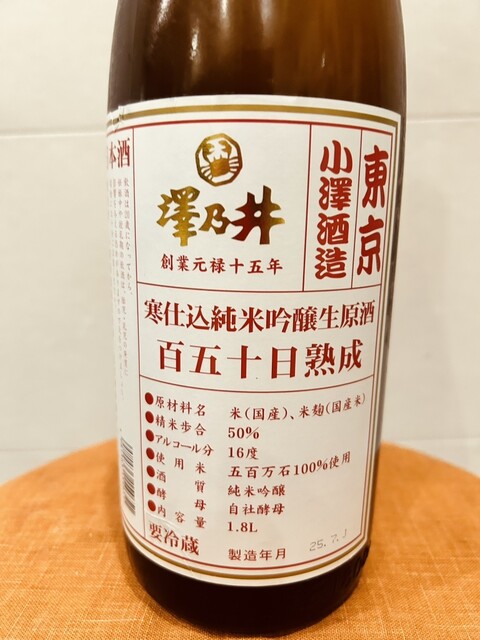 東京
小澤酒造
澤乃井
創業元禄十五年
寒仕込純米吟醸生原酒
百五十日熟成
●原材料名 米(国産)、米麹(国産米)
●精米歩合 50%
●アルコール分 16度
●使用米 五百万石100%使用
●酒質 純米吟醸
●酵母 自社酵母
●内容量 1.8L
要冷蔵
製造年月 25.7.
本酒